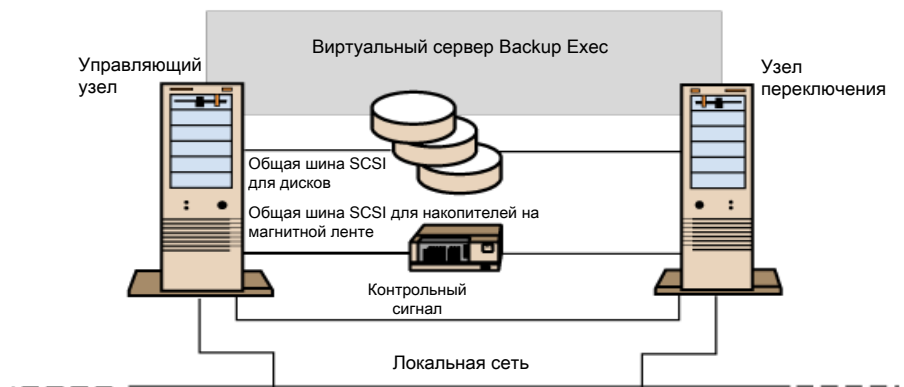 Виртуальный сервер Backup Exec
Управляющий
узел
Узел
переключения
Общая шина SCSI
для дисков
Общая шина SCSI для накопителей на
магнитной ленте
Контрольный
сигнал
Локальная сеть